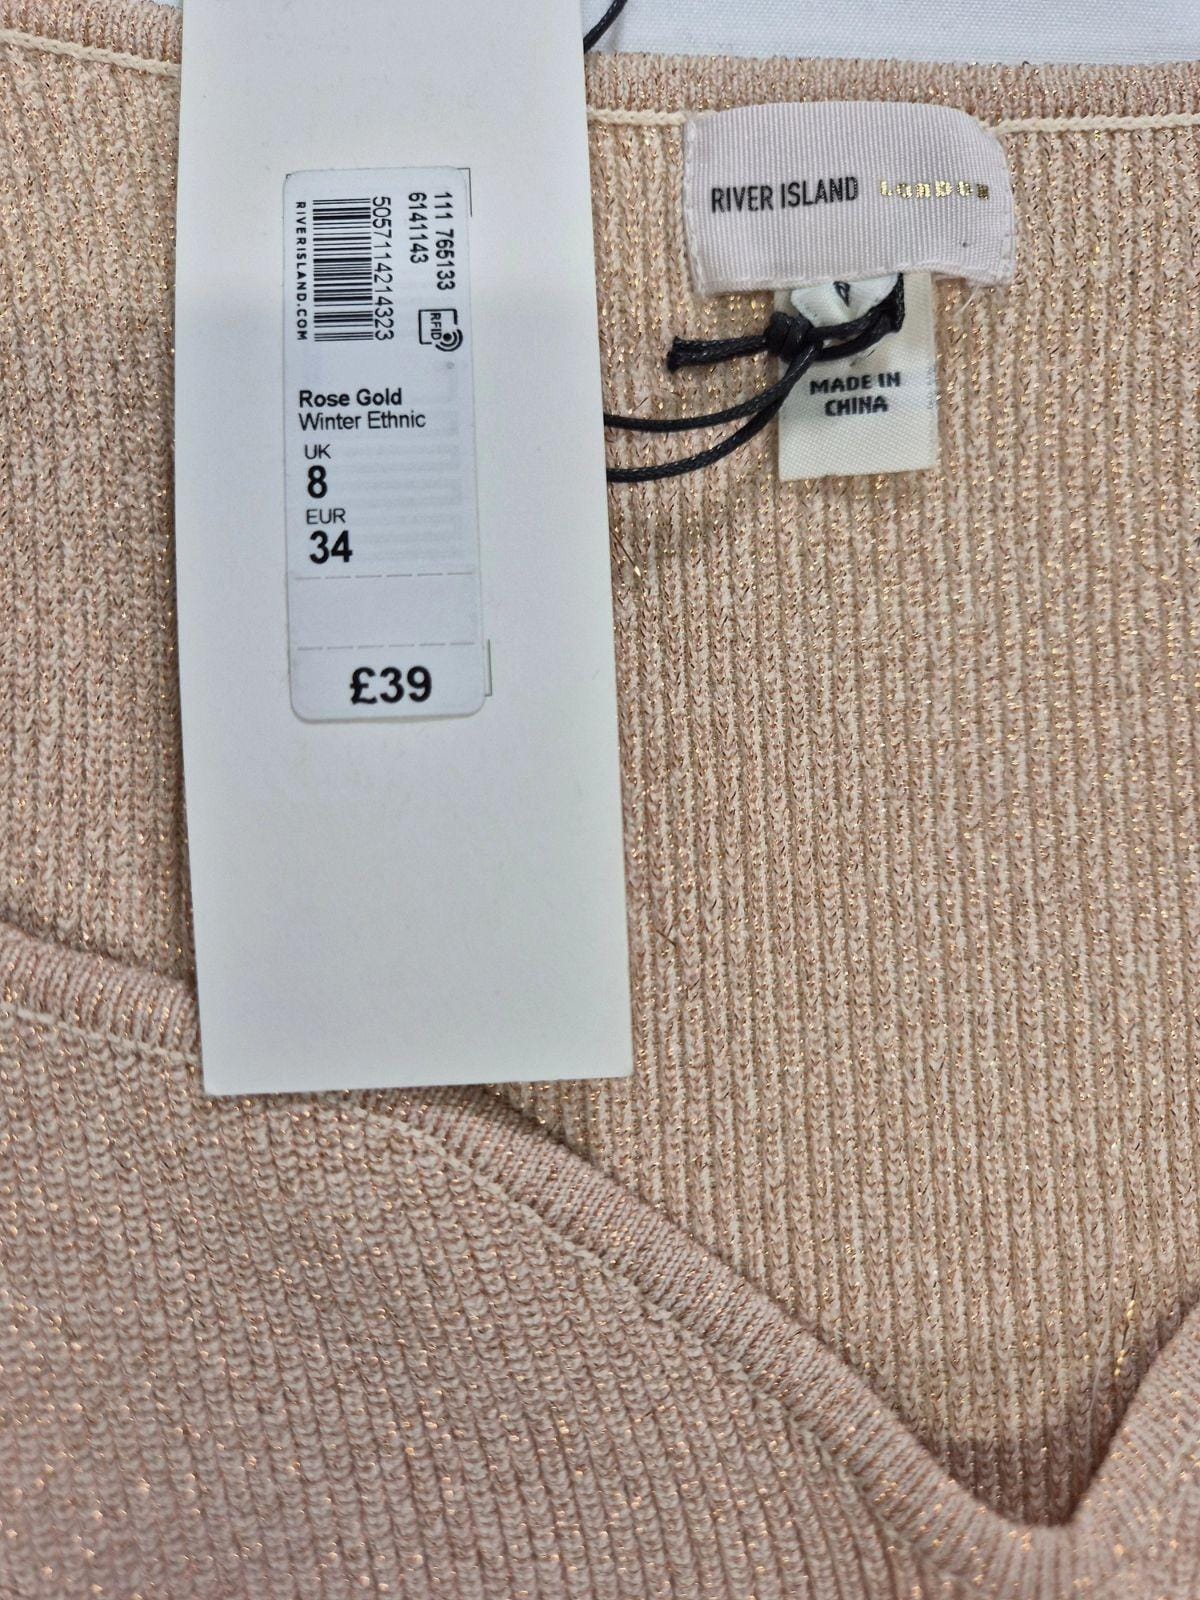 111 765133
6141143
5057114214323
RIVERISLAND.COM
RFID
Rose Gold
Winter Ethnic
UK
8
EUR
34
£39
RIVER ISLAND London
MADE IN
CHINA